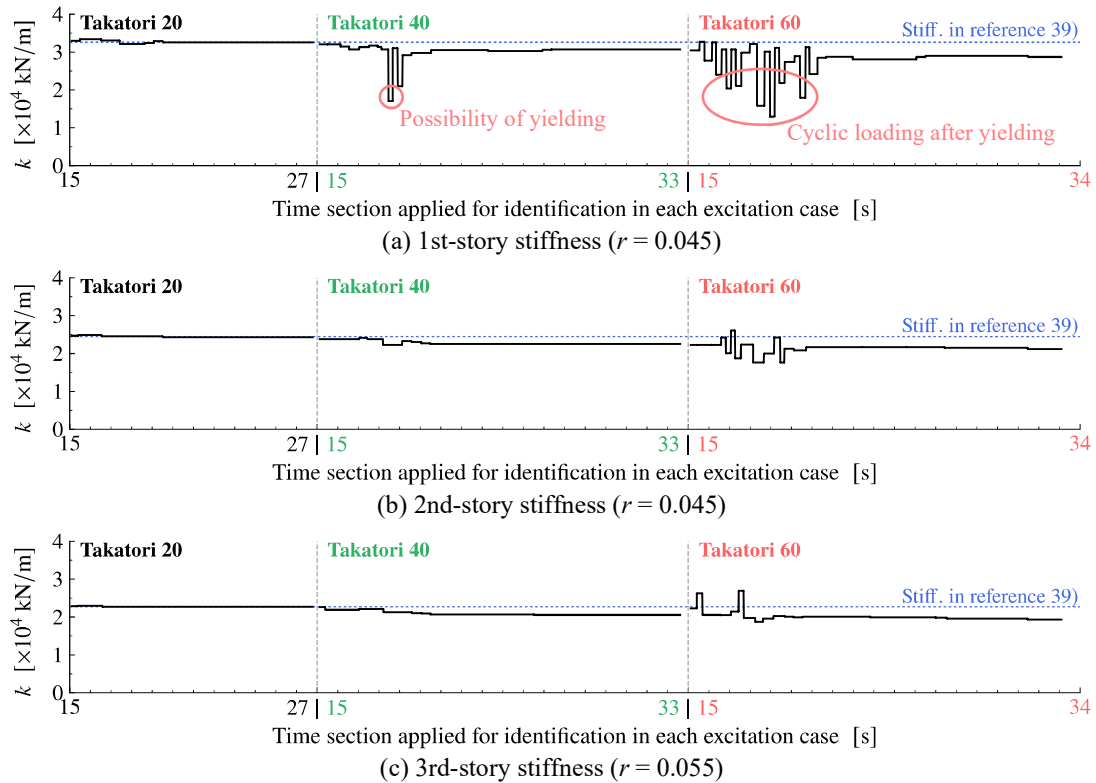 Takatori 20 Takatori 40 Takatori 60
Stiff. in reference 39)
4
3
2
1
0
k [×10⁴ kN/m]
Possibility of yielding
Cyclic loading after yielding
15 27 | 15 33 | 15 34
Time section applied for identification in each excitation case [s]
(a) 1st-story stiffness (r = 0.045)
Takatori 20 Takatori 40 Takatori 60
Stiff. in reference 39)
4
3
2
1
0
k [×10⁴ kN/m]
15 27 | 15 33 | 15 34
Time section applied for identification in each excitation case [s]
(b) 2nd-story stiffness (r = 0.045)
Takatori 20 Takatori 40 Takatori 60
Stiff. in reference 39)
4
3
2
1
0
k [×10⁴ kN/m]
15 27 | 15 33 | 15 34
Time section applied for identification in each excitation case [s]
(c) 3rd-story stiffness (r = 0.055)